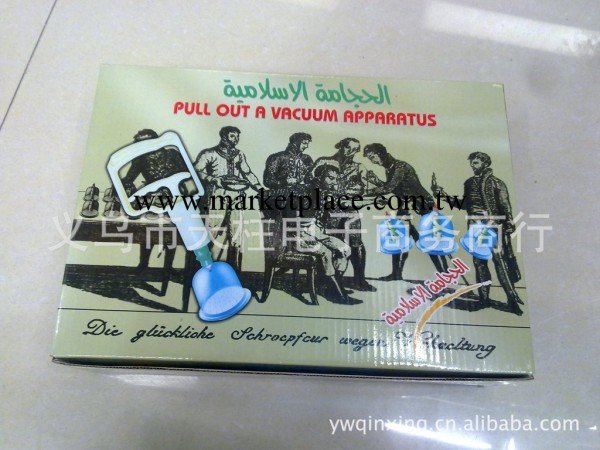 الحجامة الاسلامية
PULL OUT A VACUUM APPARATUS
www.marketplace.com.tw
义乌市天柱电子商务商行
الحجامة الاسلامية
Die glückliche Schroepfcur wegen
ywqinxing.cn.alibaba.com